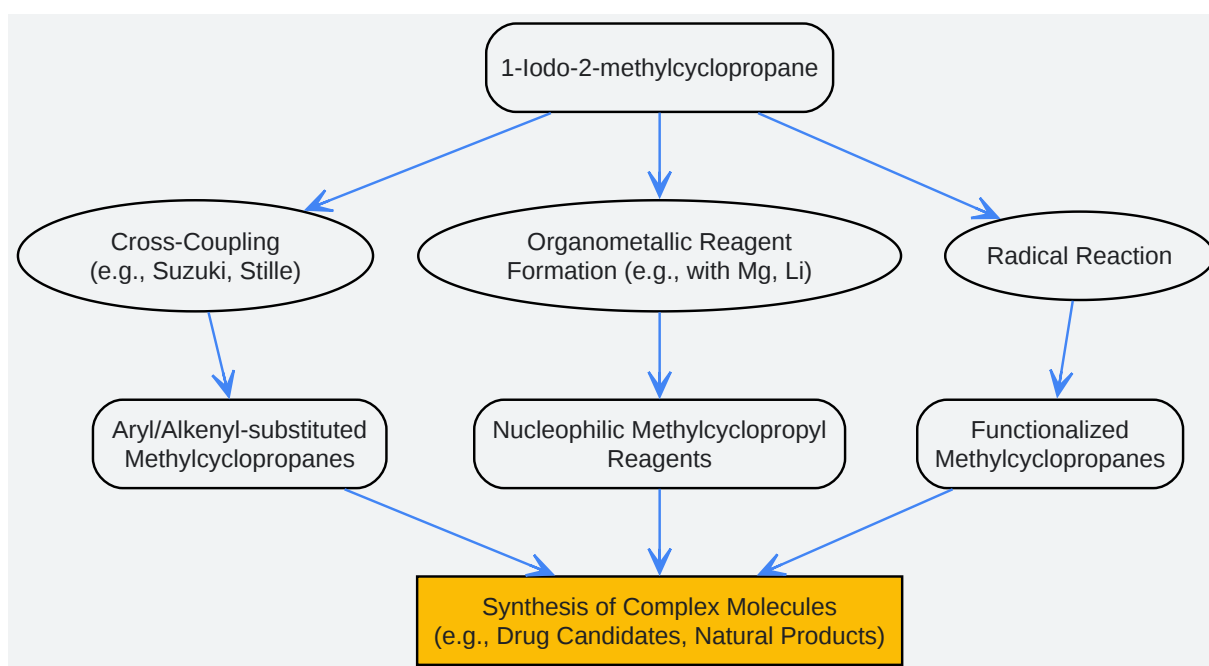 1-Iodo-2-methylcyclopropane
Cross-Coupling
(e.g., Suzuki, Stille)
Organometallic Reagent
Formation (e.g., with Mg, Li)
Radical Reaction
Aryl/Alkenyl-substituted
Methylcyclopropanes
Nucleophilic Methylcyclopropyl
Reagents
Functionalized
Methylcyclopropanes
Synthesis of Complex Molecules
(e.g., Drug Candidates, Natural Products)